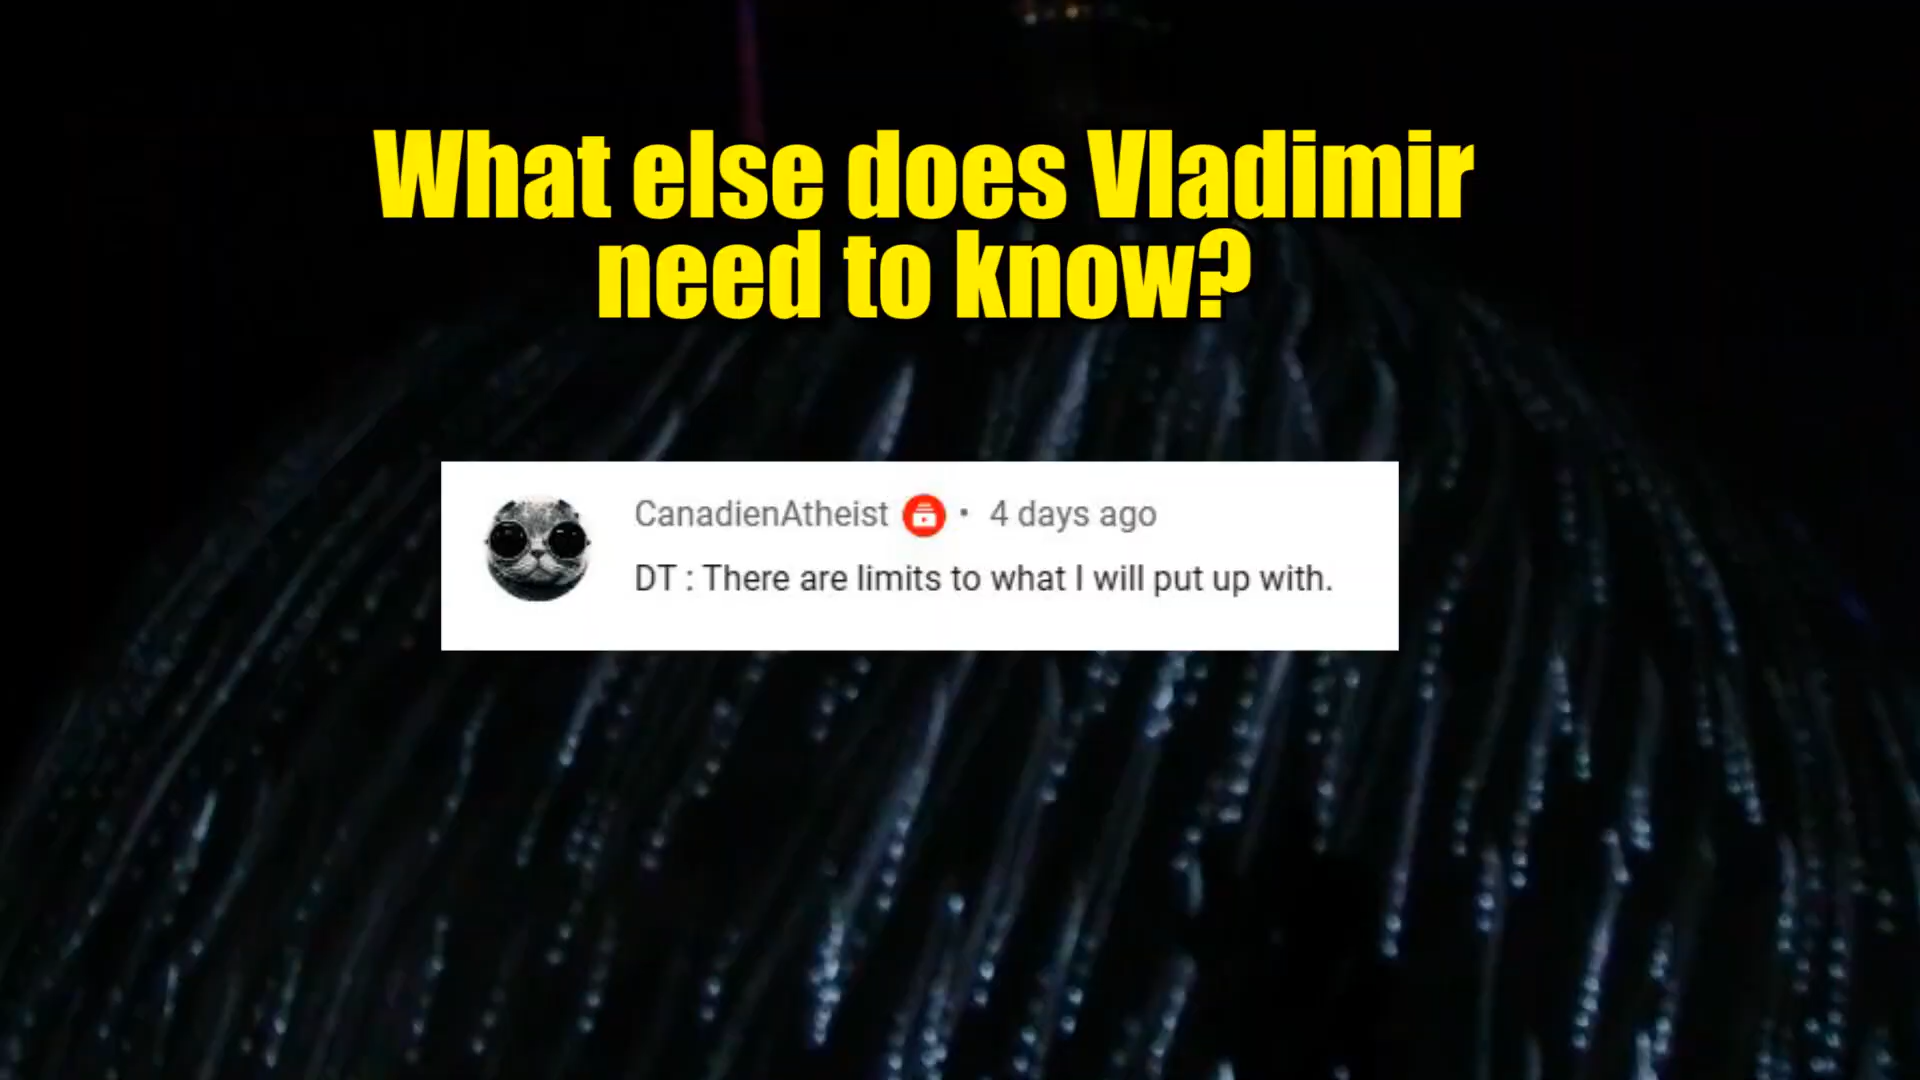 What else does Vladimir
need to know?
CanadienAtheist • 4 days ago
DT : There are limits to what I will put up with.